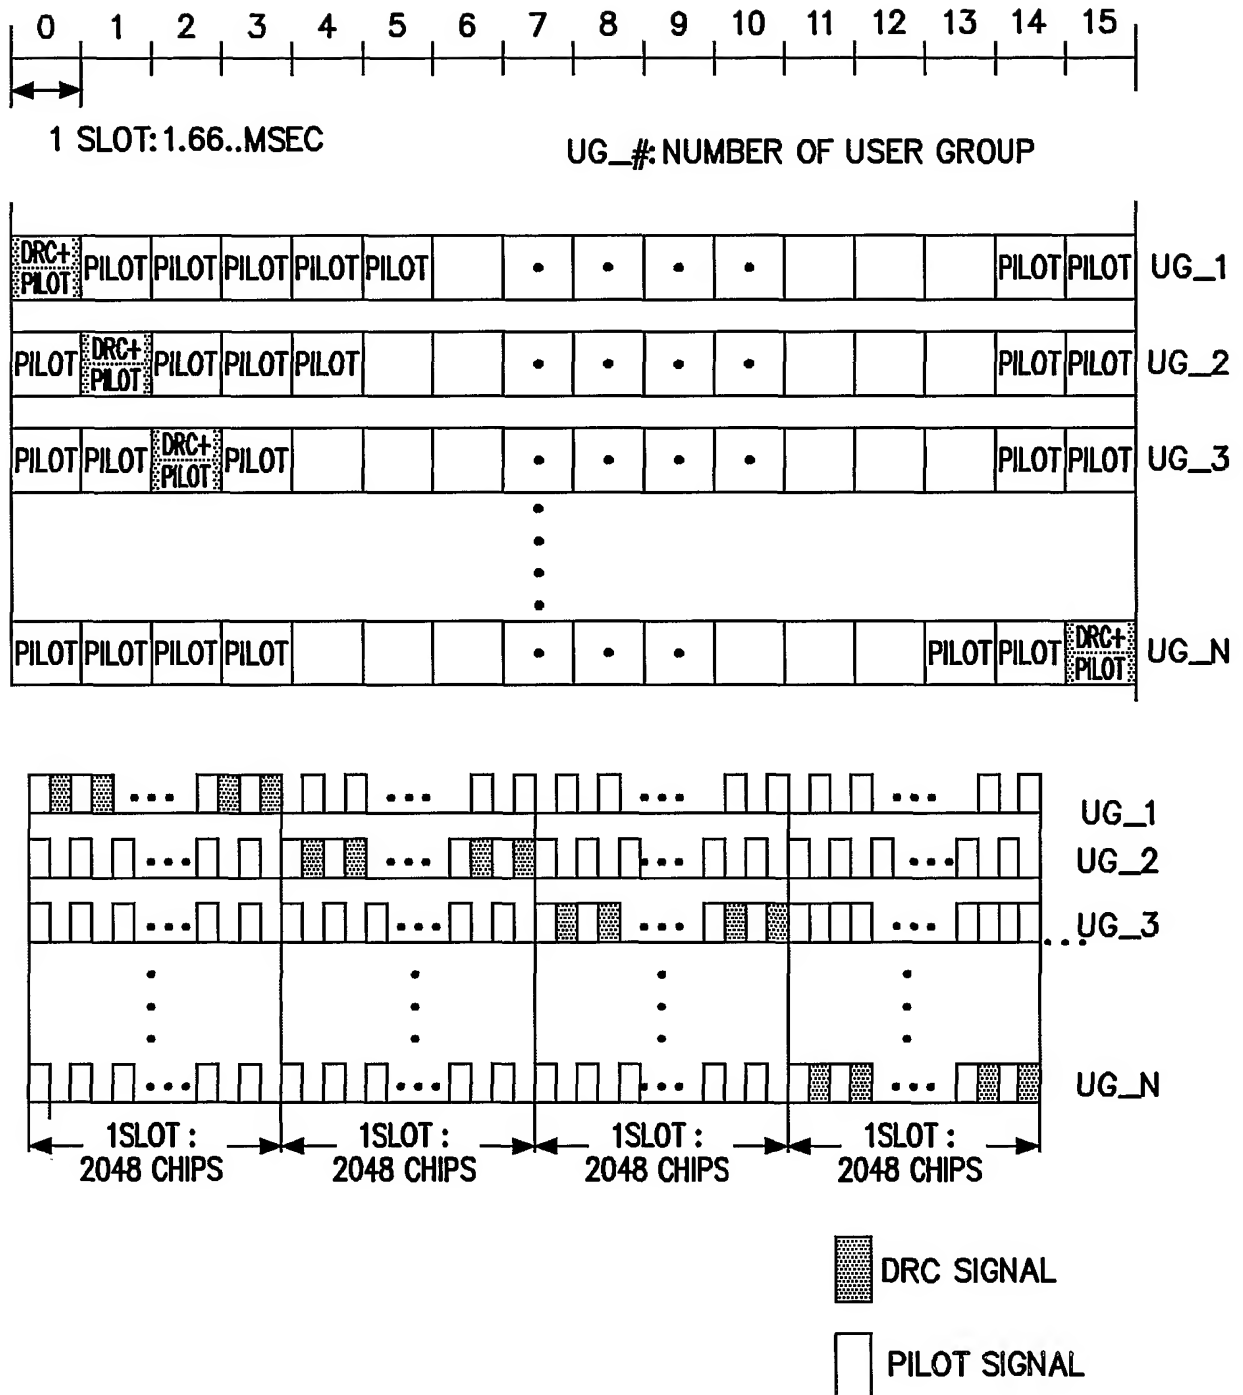 0 1 2 3 4 5 6 7 8 9 10 11 12 13 14 15
1 SLOT: 1.66..MSEC
UG_#: NUMBER OF USER GROUP
DRC+ PILOT PILOT PILOT PILOT PILOT PILOT • • • • PILOT PILOT UG_1
PILOT DRC+ PILOT PILOT PILOT PILOT • • • • PILOT PILOT UG_2
PILOT PILOT DRC+ PILOT PILOT • • • • PILOT PILOT UG_3
PILOT PILOT PILOT PILOT • • • PILOT PILOT DRC+ PILOT UG_N
••• ••• ••• ••• UG_1
••• ••• ••• ••• UG_2
••• ••• ••• ••• ... UG_3
••• ••• ••• ••• UG_N
1SLOT : 1SLOT : 1SLOT : 1SLOT :
2048 CHIPS 2048 CHIPS 2048 CHIPS 2048 CHIPS
DRC SIGNAL
PILOT SIGNAL